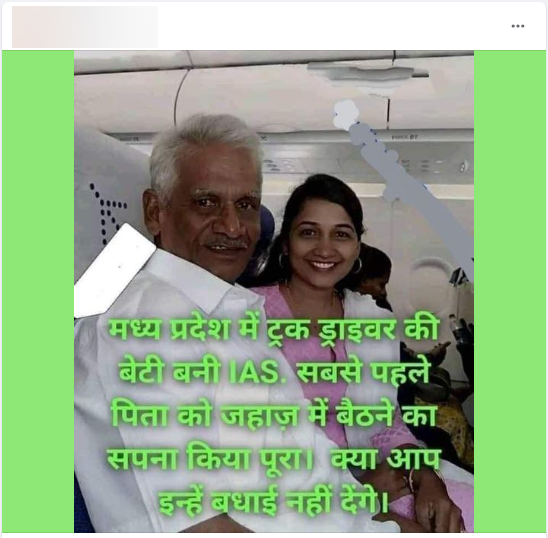 मध्य प्रदेश में ट्रक ड्राइवर की
बेटी बनी IAS. सबसे पहले
पिता को जहाज़ में बैठने का
सपना किया पूरा। क्या आप
इन्हें बधाई नहीं देंगे।